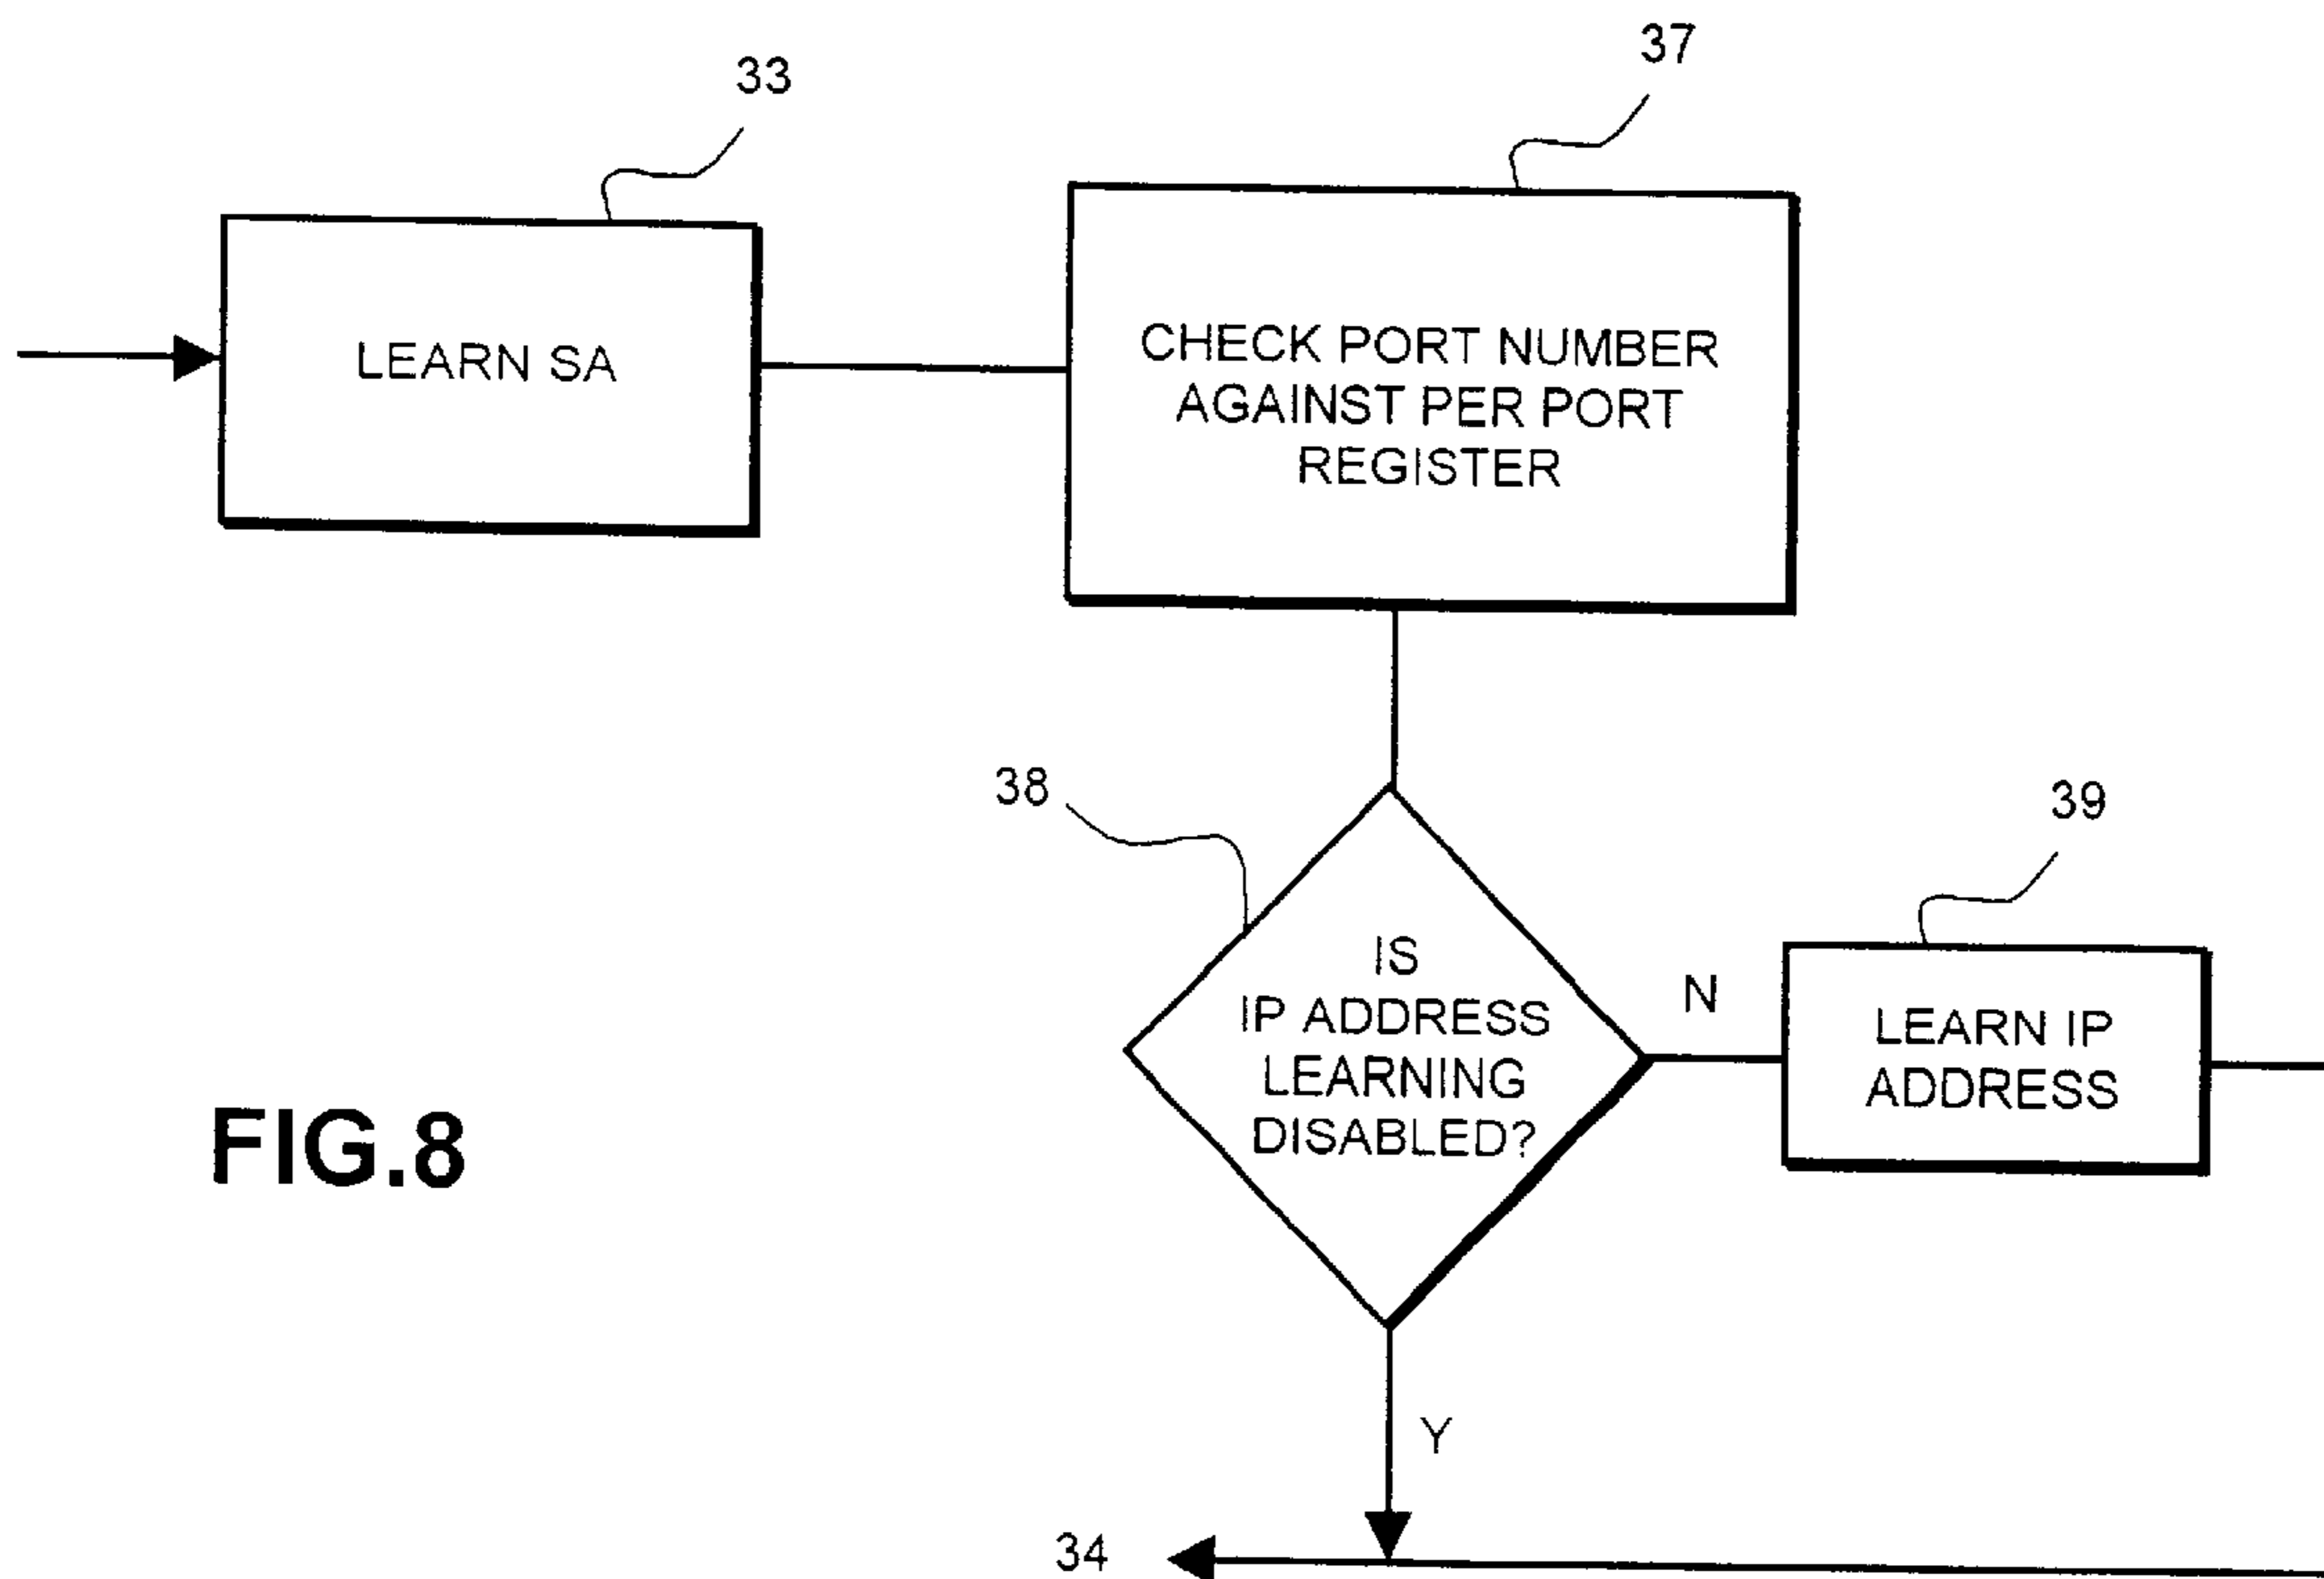 33
37
LEARN SA
CHECK PORT NUMBER
AGAINST PER PORT
REGISTER
38
39
IS
IP ADDRESS
LEARNING
DISABLED?
N
LEARN IP
ADDRESS
FIG.8
Y
34